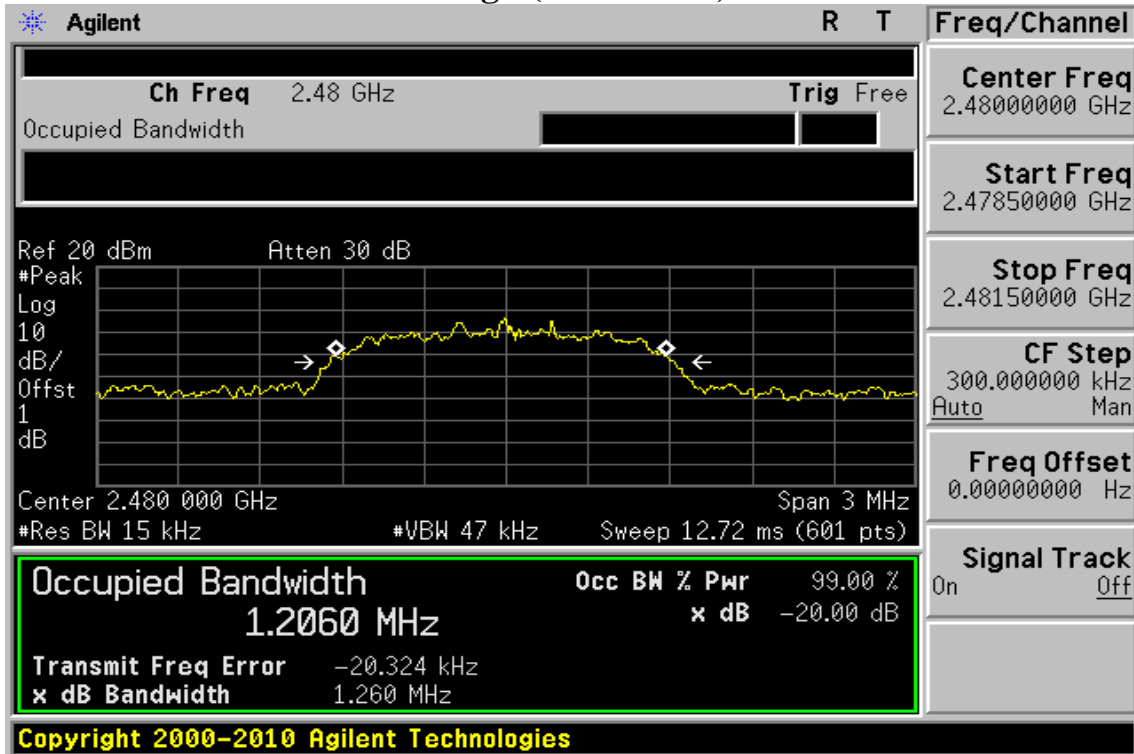 Agilent R T
Ch Freq 2.48 GHz Trig Free
Occupied Bandwidth
Ref 20 dBm Atten 30 dB
#Peak
Log
10
dB/
Offst
1
dB
Center 2.480 000 GHz Span 3 MHz
#Res BW 15 kHz #VBW 47 kHz Sweep 12.72 ms (601 pts)
Occupied Bandwidth Occ BW % Pwr 99.00 %
1.2060 MHz x dB -20.00 dB
Transmit Freq Error -20.324 kHz
x dB Bandwidth 1.260 MHz
Copyright 2000-2010 Agilent Technologies
Freq/Channel
Center Freq
2.48000000 GHz
Start Freq
2.47850000 GHz
Stop Freq
2.48150000 GHz
CF Step
300.000000 kHz
Auto Man
Freq Offset
0.00000000 Hz
Signal Track
On Off